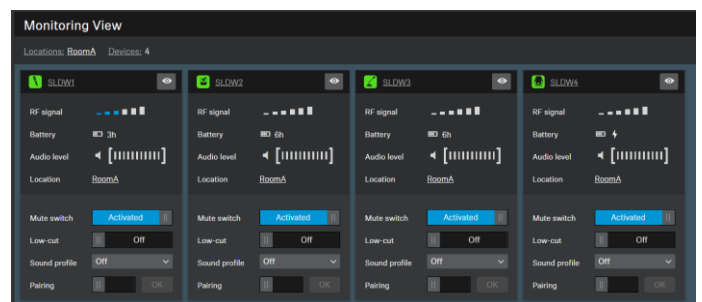 Monitoring View
Locations: RoomA Devices: 4
SLDW1
RF signal
Battery 3h
Audio level
Location RoomA
Mute switch Activated
Low-cut Off
Sound profile Off
Pairing OK
SLDW2
RF signal
Battery 6h
Audio level
Location RoomA
Mute switch Activated
Low-cut Off
Sound profile Off
Pairing OK
SLDW3
RF signal
Battery 6h
Audio level
Location RoomA
Mute switch Activated
Low-cut Off
Sound profile Off
Pairing OK
SLDW4
RF signal
Battery
Audio level
Location RoomA
Mute switch Activated
Low-cut Off
Sound profile Off
Pairing OK